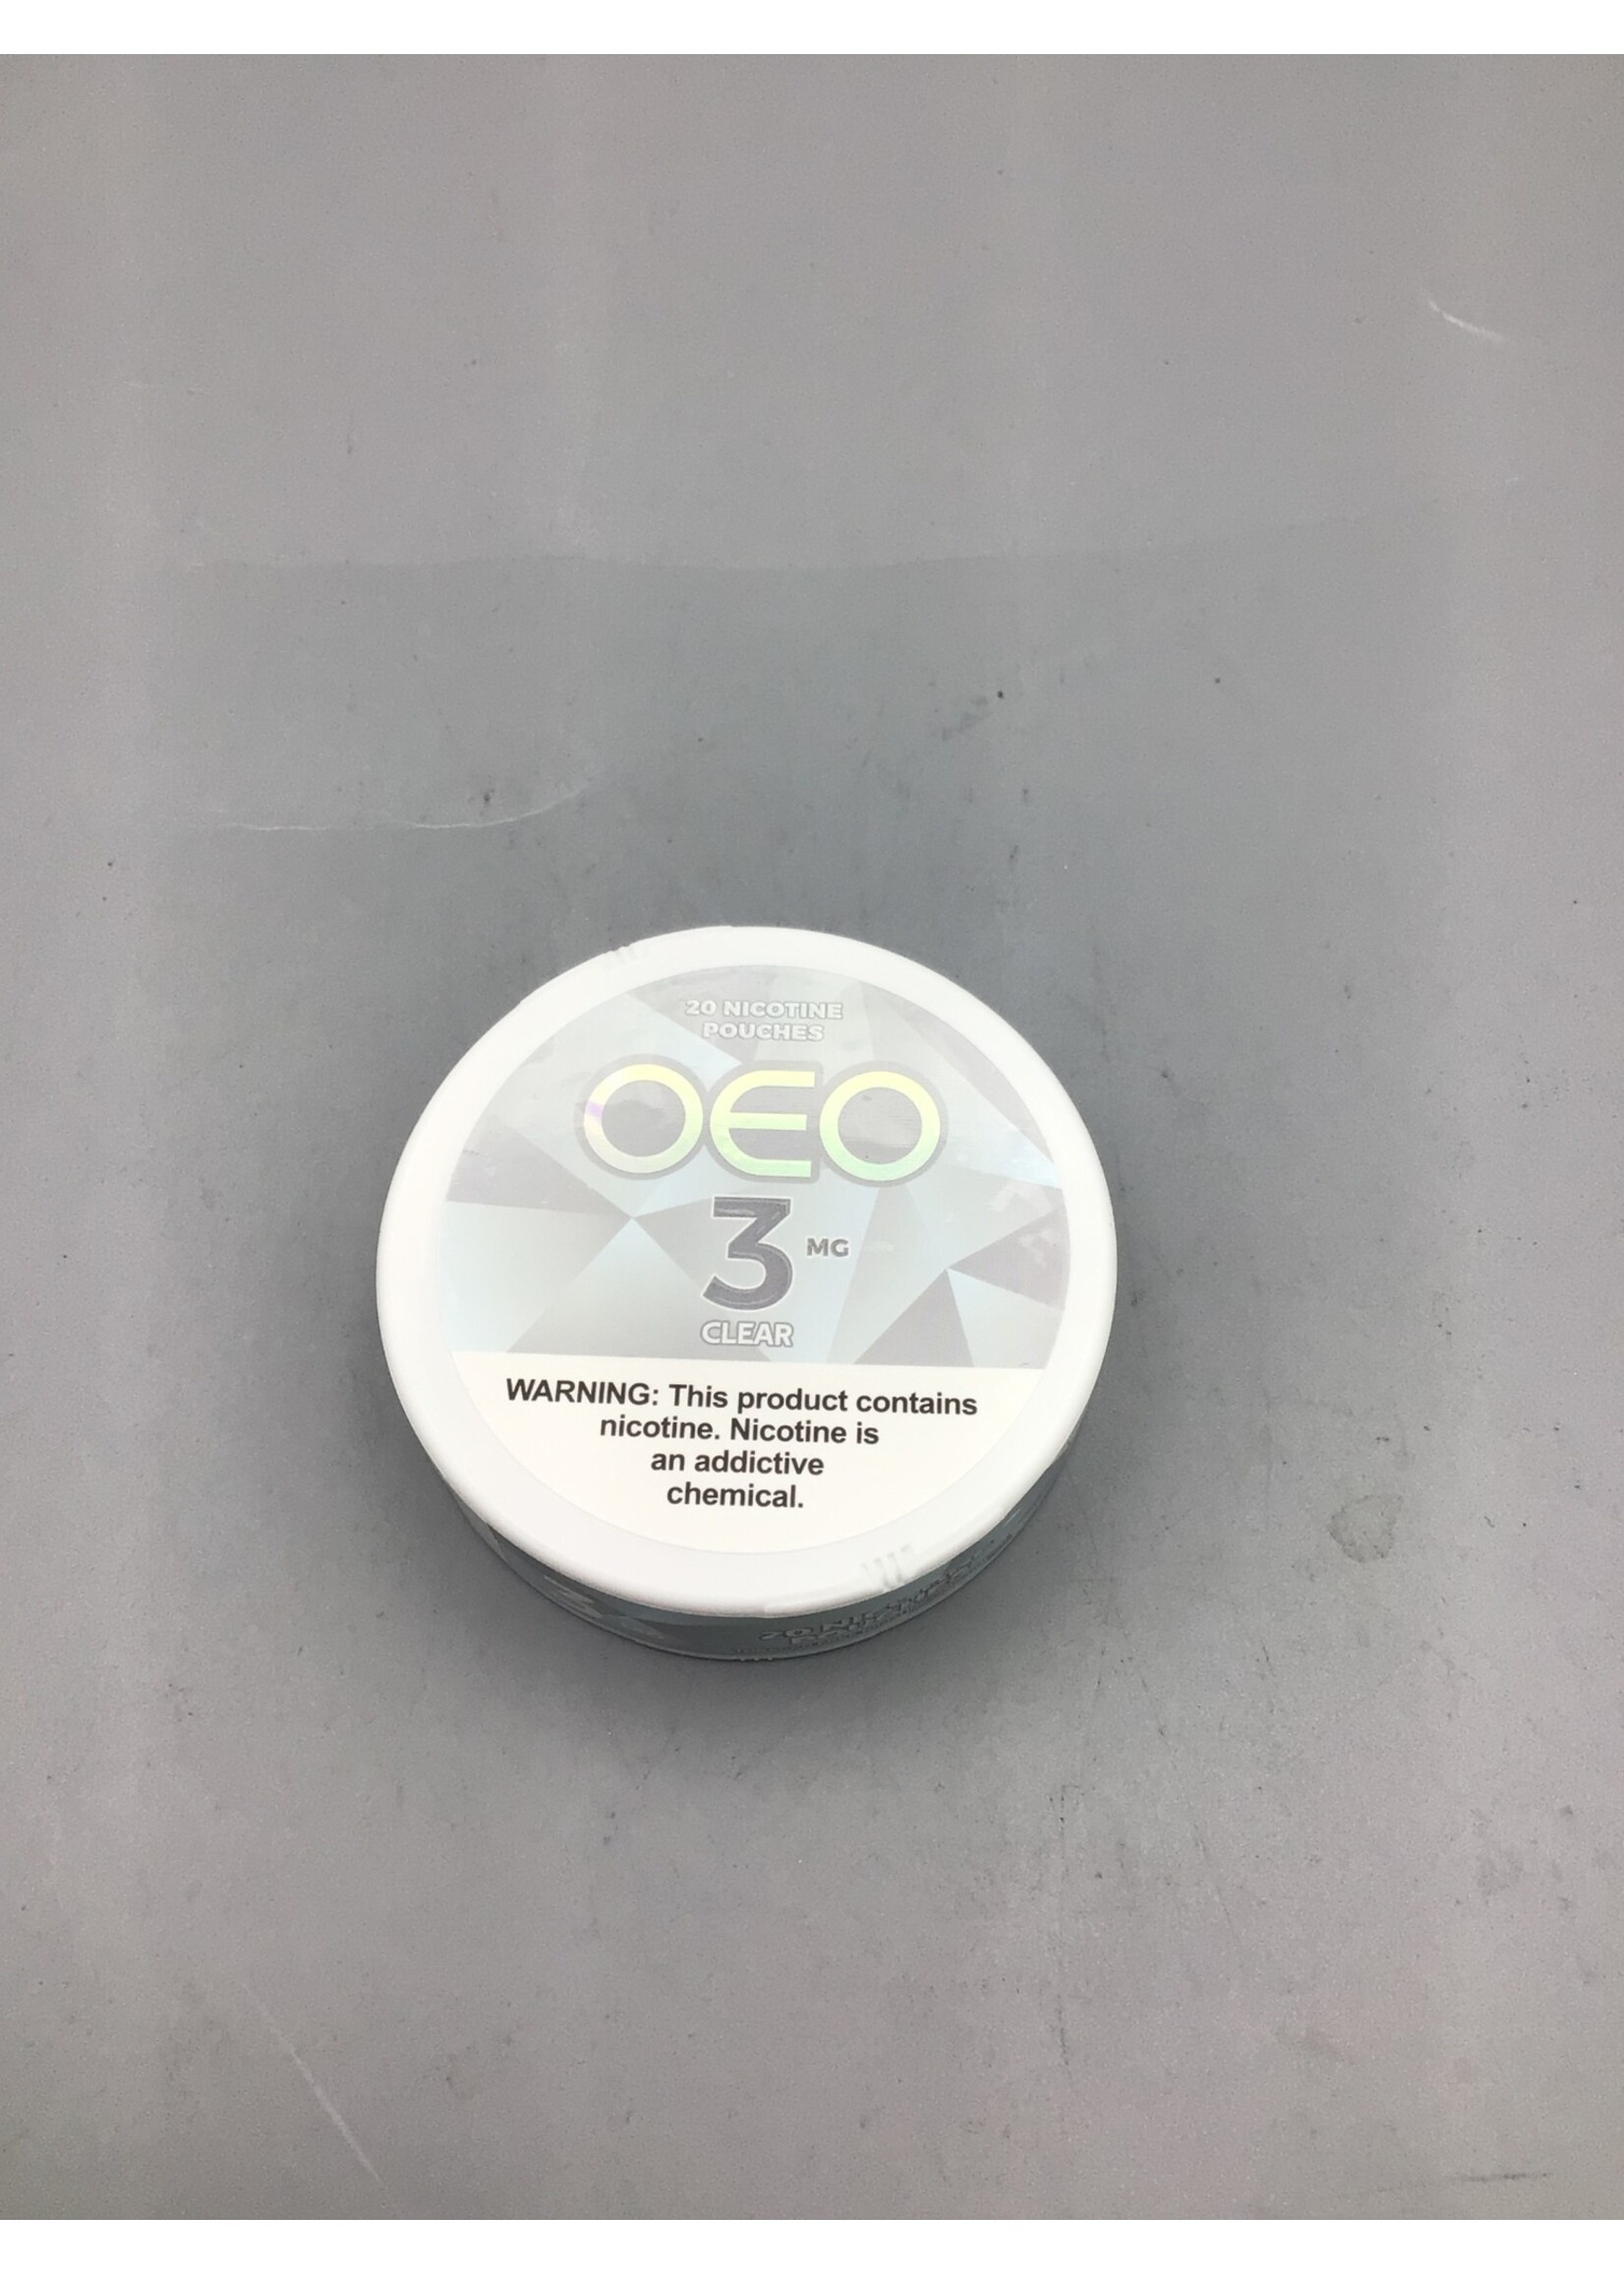 20 NICOTINE
POUCHES
OEO
3 MG
CLEAR
WARNING: This product contains
nicotine. Nicotine is
an addictive
chemical.